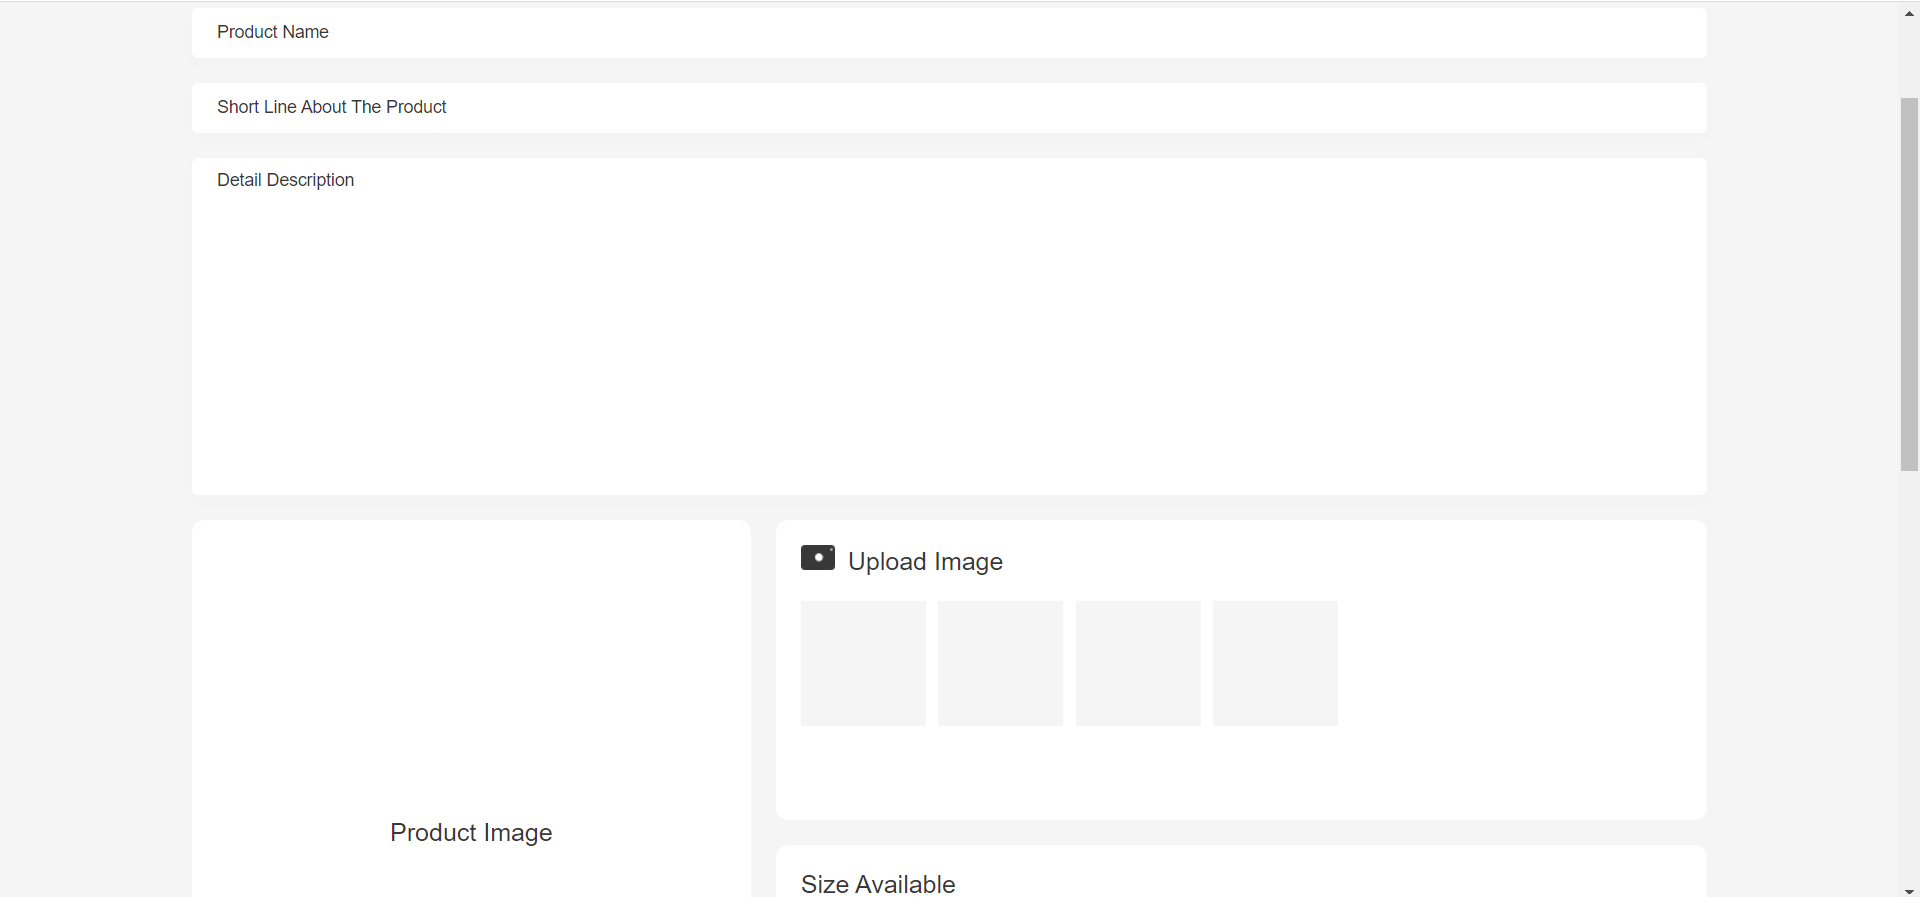 Product Name
Short Line About The Product
Detail Description
Upload Image
Product Image
Size Available